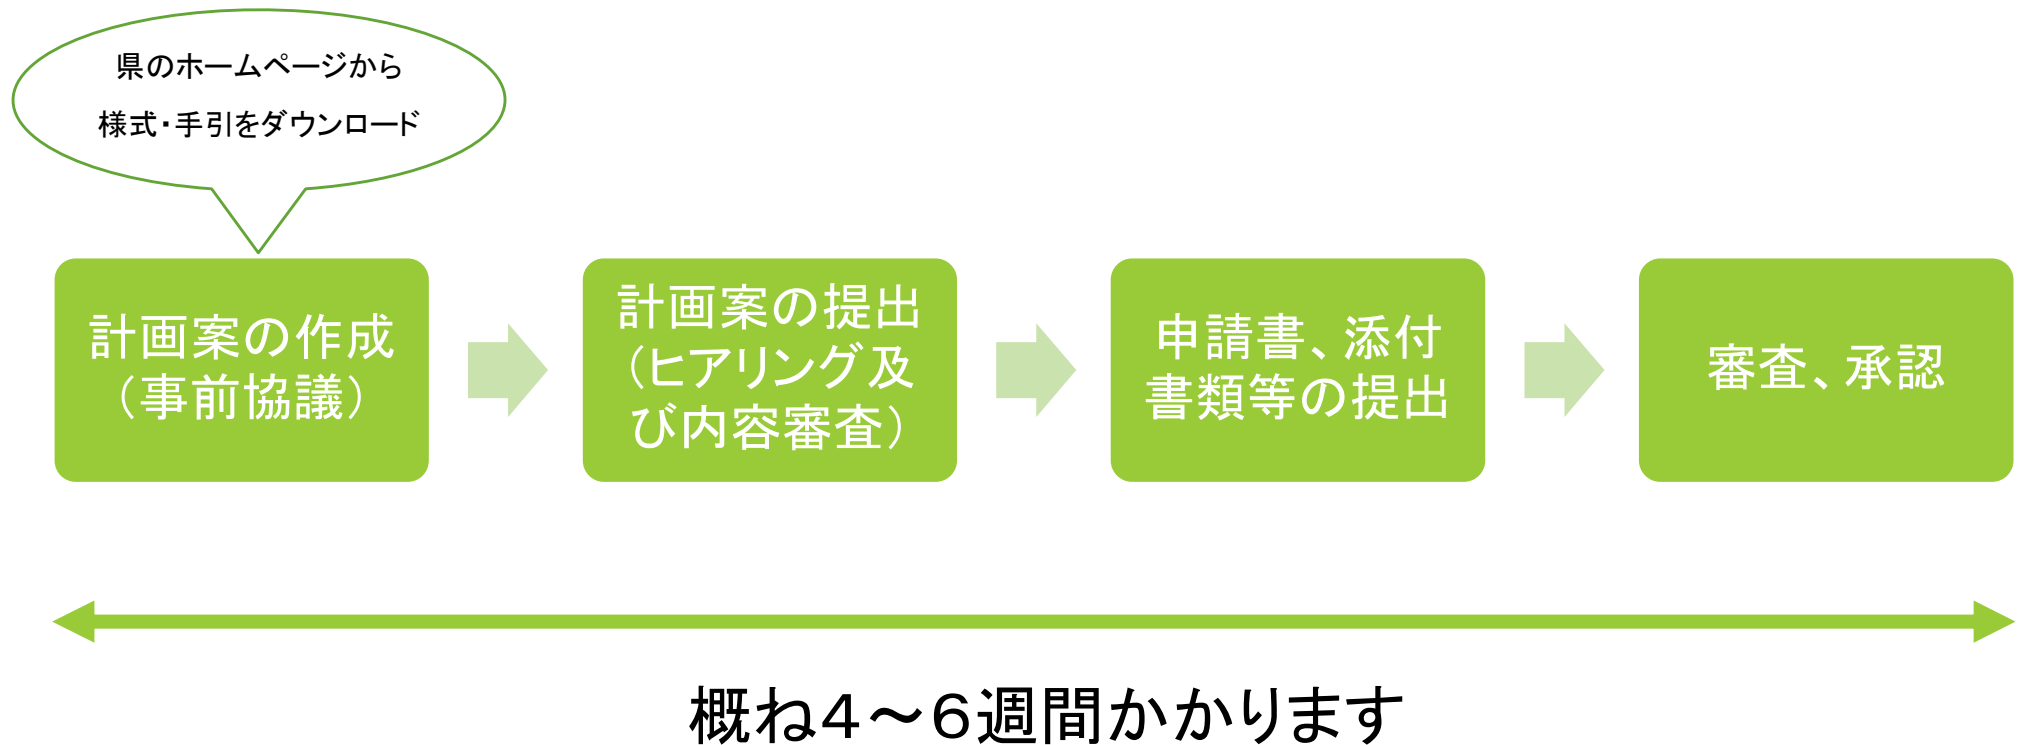 県のホームページから
様式・手引をダウンロード
計画案の作成
（事前協議）
計画案の提出
（ヒアリング及
び内容審査）
申請書、添付
書類等の提出
審査、承認
概ね４～６週間かかります